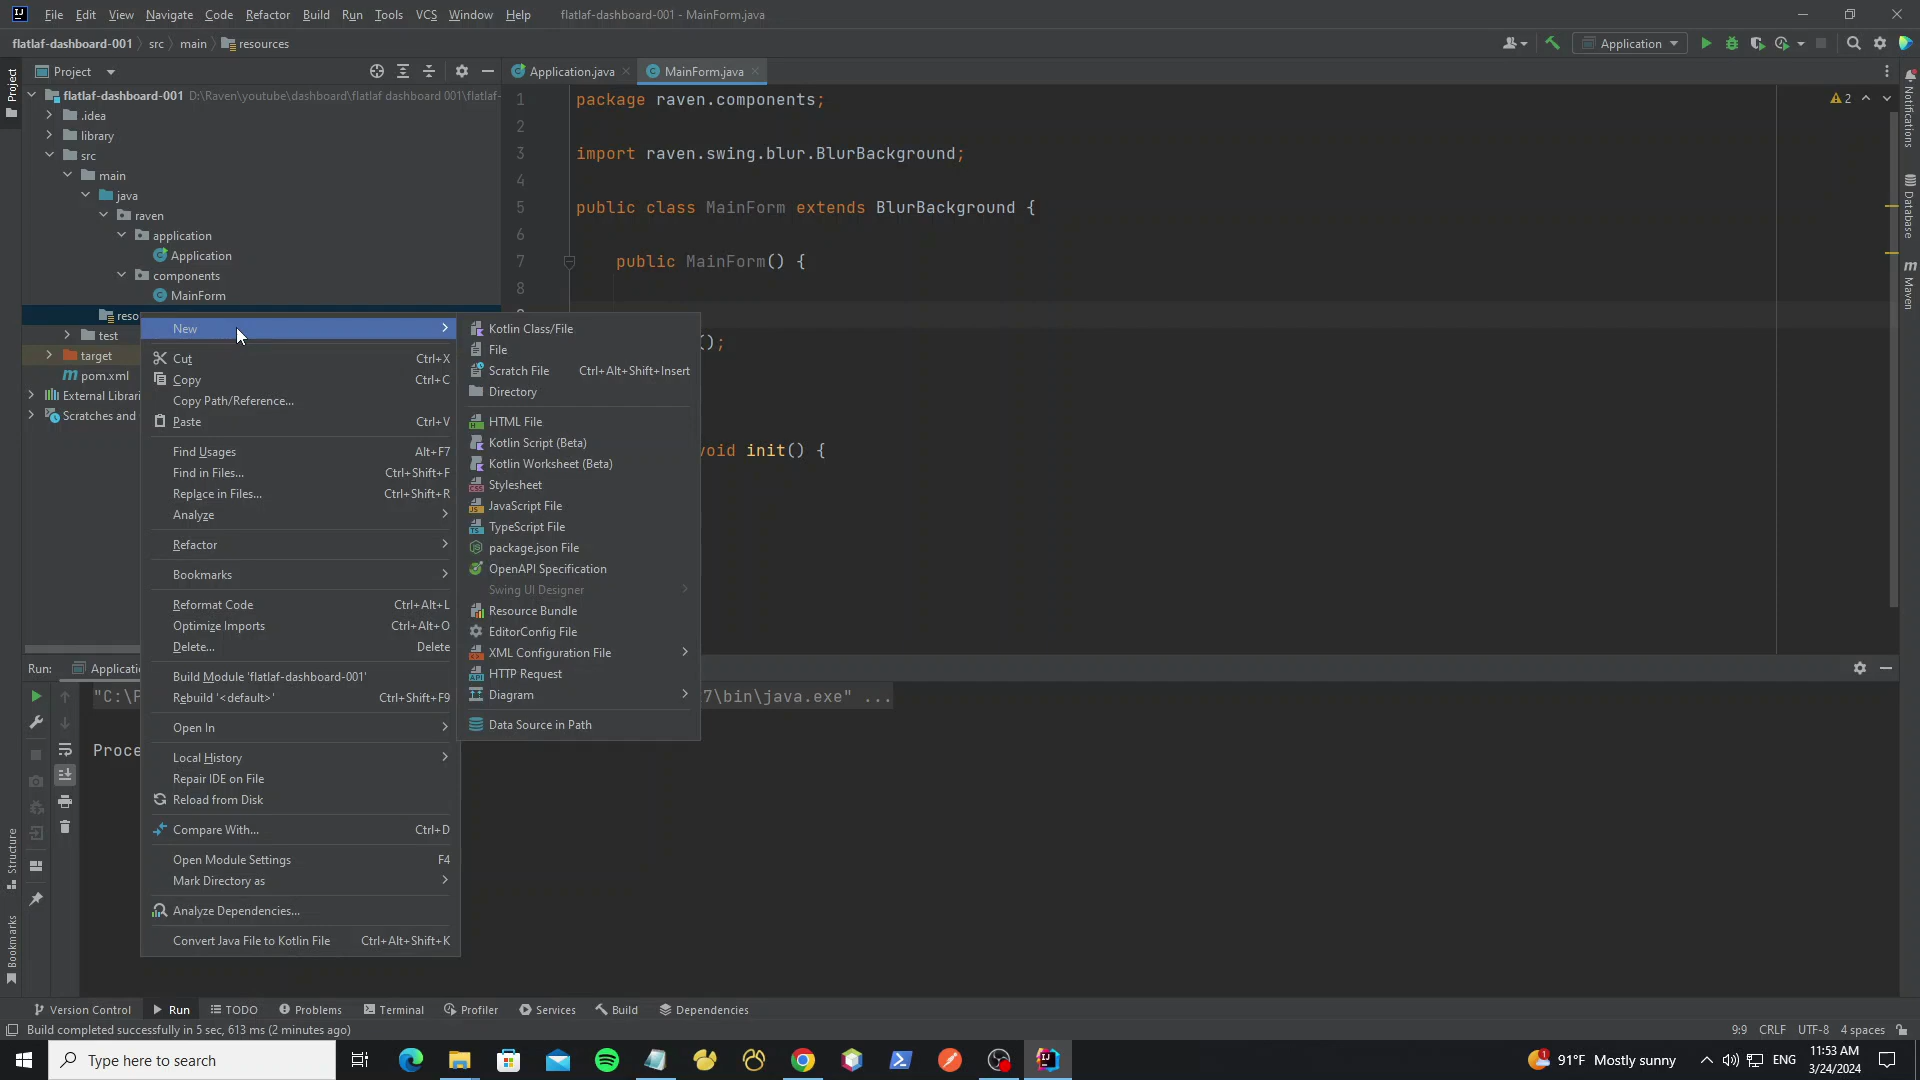 File Edit View Navigate Code Refactor Build Run Tools VCS Window Help flatlaf-dashboard-001 - MainForm.java
flatlaf-dashboard-001 src main resources
Application
Project
Application.java
MainForm.java
Project
flatlaf-dashboard-001 D:\Raven\youtube\dashboard\flatlaf dashboard 001\flatlaf-
.idea
library
src
main
java
raven
application
Application
components
MainForm
reso
test
target
pom.xml
External Librari
Scratches and
1 package raven.components;
2
3 import raven.swing.blur.BlurBackground;
4
5 public class MainForm extends BlurBackground {
6
7 public MainForm() {
8
();
void init() {
2
Notifications
Database
Maven
New
Cut Ctrl+X
Copy Ctrl+C
Copy Path/Reference...
Paste Ctrl+V
Find Usages Alt+F7
Find in Files... Ctrl+Shift+F
Replace in Files... Ctrl+Shift+R
Analyze
Refactor
Bookmarks
Reformat Code Ctrl+Alt+L
Optimize Imports Ctrl+Alt+O
Delete... Delete
Build Module 'flatlaf-dashboard-001'
Rebuild '<default>' Ctrl+Shift+F9
Open In
Local History
Repair IDE on File
Reload from Disk
Compare With... Ctrl+D
Open Module Settings F4
Mark Directory as
Analyze Dependencies...
Convert Java File to Kotlin File Ctrl+Alt+Shift+K
Kotlin Class/File
File
Scratch File Ctrl+Alt+Shift+Insert
Directory
HTML File
Kotlin Script (Beta)
Kotlin Worksheet (Beta)
Stylesheet
JavaScript File
TypeScript File
package.json File
OpenAPI Specification
Swing UI Designer
Resource Bundle
EditorConfig File
XML Configuration File
HTTP Request
Diagram
Data Source in Path
Run: Applicati
"C:\P 7\bin\java.exe" ...
Proce
Structure
Bookmarks
Version Control Run TODO Problems Terminal Profiler Services Build Dependencies
Build completed successfully in 5 sec, 613 ms (2 minutes ago)
9:9 CRLF UTF-8 4 spaces
Type here to search
91°F Mostly sunny
ENG
11:53 AM
3/24/2024